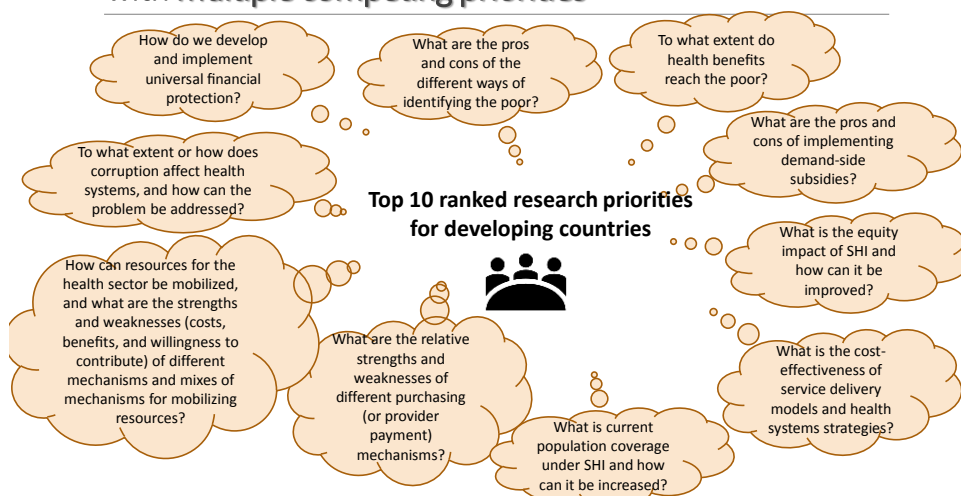 with multiple competing priorities
How do we develop
and implement
universal financial
protection?
What are the pros
and cons of the
different ways of
identifying the poor?
To what extent do
health benefits
reach the poor?
What are the pros and
cons of implementing
demand-side
subsidies?
To what extent or how does
corruption affect health
systems, and how can the
problem be addressed?
Top 10 ranked research priorities
for developing countries
What is the equity
impact of SHI and
how can it be
improved?
How can resources for the
health sector be mobilized,
and what are the strengths
and weaknesses (costs,
benefits, and willingness to
contribute) of different
mechanisms and mixes of
mechanisms for mobilizing
resources?
What are the relative
strengths and
weaknesses of
different purchasing
(or provider
payment)
mechanisms?
What is current
population coverage
under SHI and how
can it be increased?
What is the cost-
effectiveness of
service delivery
models and health
systems strategies?